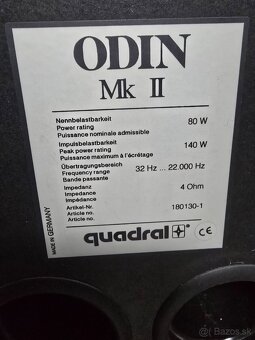 ODIN
Mk II
Nennbelastbarkeit 80 W
Power rating
Puissance nominale admissible
Impulsbelastbarkeit 140 W
Peak power rating
Puissance maximum à l'écrêtage
Übertragungsbereich 32 Hz ... 22.000 Hz
Frequency range
Bande passante
Impedanz 4 Ohm
Impedance
Impédance
Artikel-Nr. 180130-1
Article no.
Article no.
MADE IN GERMANY
quadral CE
bazos.sk